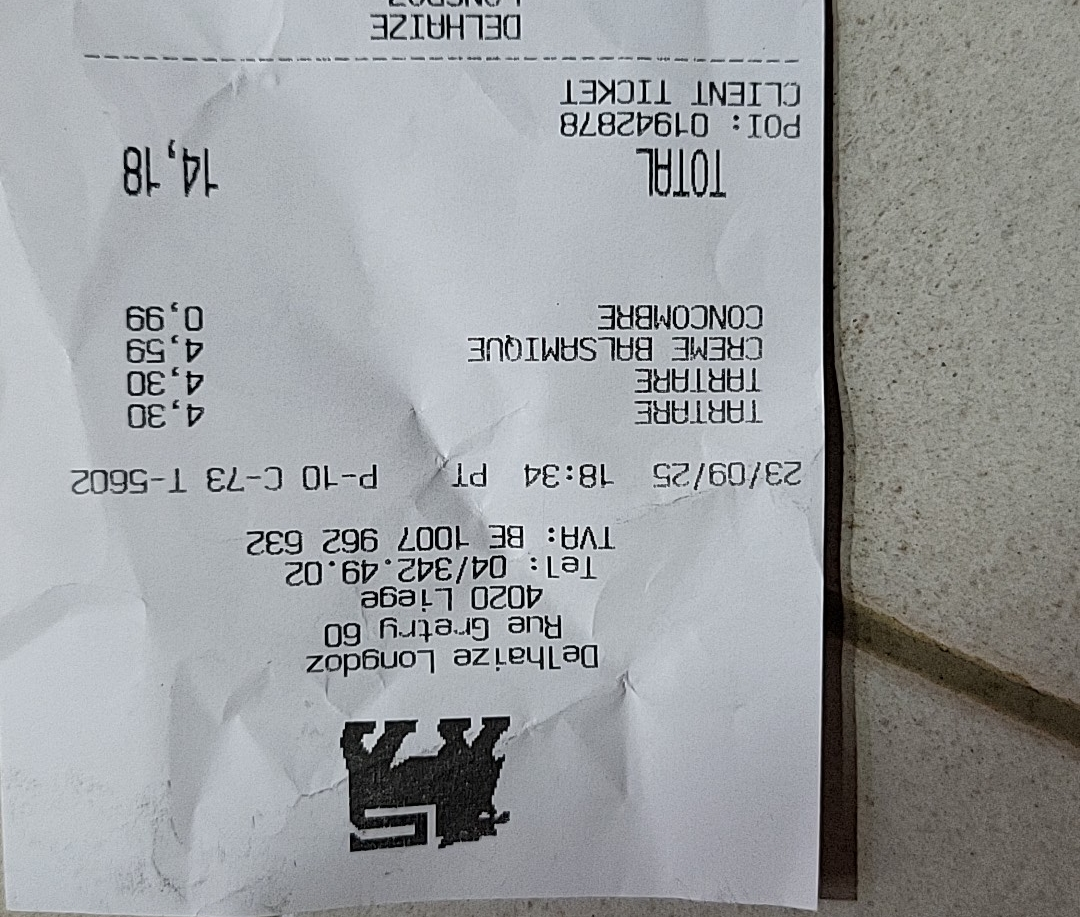 Delhaize Longdoz
Rue Gretry 60
4020 Liege
Tel: 04/342.49.02
TVA: BE 1007 962 632
23/09/25 18:34 PT P-10 C-73 T-5602
TARTARE 4,30
TARTARE 4,30
CREME BALSAMIQUE 4,59
CONCOMBRE 0,99
TOTAL 14,18
POI: 01942878
CLIENT TICKET
DELHAIZE